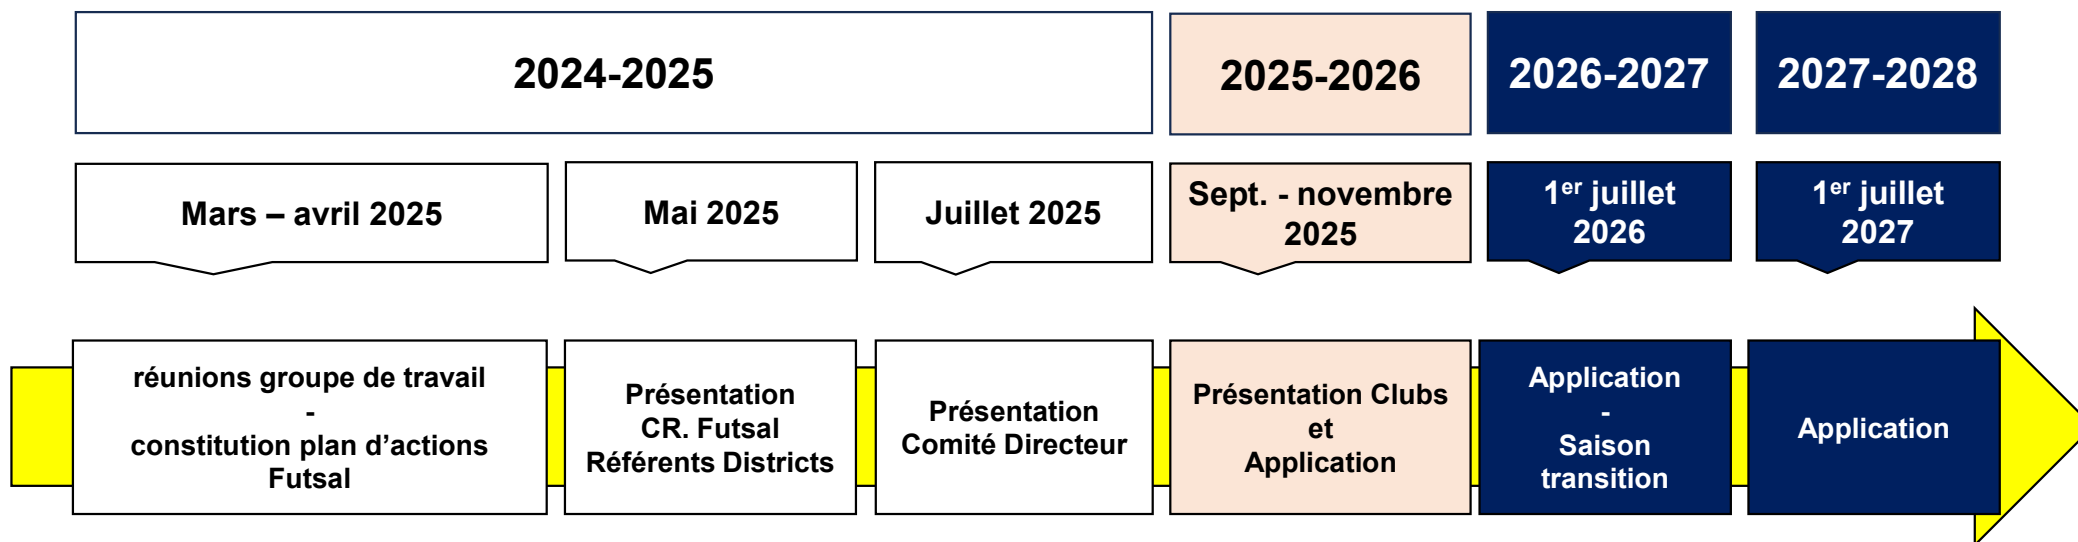 2024-2025
2025-2026
2026-2027
2027-2028
Mars – avril 2025
Mai 2025
Juillet 2025
Sept. - novembre
2025
1er juillet
2026
1er juillet
2027
réunions groupe de travail
-
constitution plan d’actions
Futsal
Présentation
CR. Futsal
Référents Districts
Présentation
Comité Directeur
Présentation Clubs
et
Application
Application
-
Saison
transition
Application